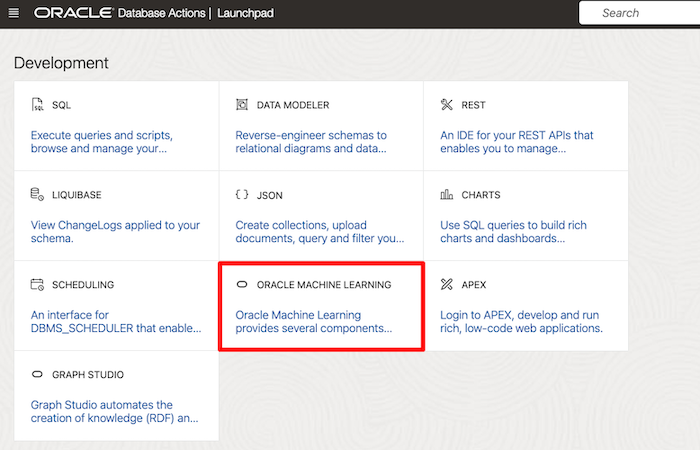 ORACLE Database Actions | Launchpad
Search
Development
SQL
Execute queries and scripts,
browse and manage your...
DATA MODELER
Reverse-engineer schemas to
relational diagrams and data...
REST
An IDE for your REST APIs that
enables you to manage...
LIQUIBASE
View ChangeLogs applied to your
schema.
JSON
Create collections, upload
documents, query and filter you...
CHARTS
Use SQL queries to build rich
charts and dashboards...
SCHEDULING
An interface for
DBMS_SCHEDULER that enable...
ORACLE MACHINE LEARNING
Oracle Machine Learning
provides several components...
APEX
Login to APEX, develop and run
rich, low-code web applications.
GRAPH STUDIO
Graph Studio automates the
creation of knowledge (RDF) an...